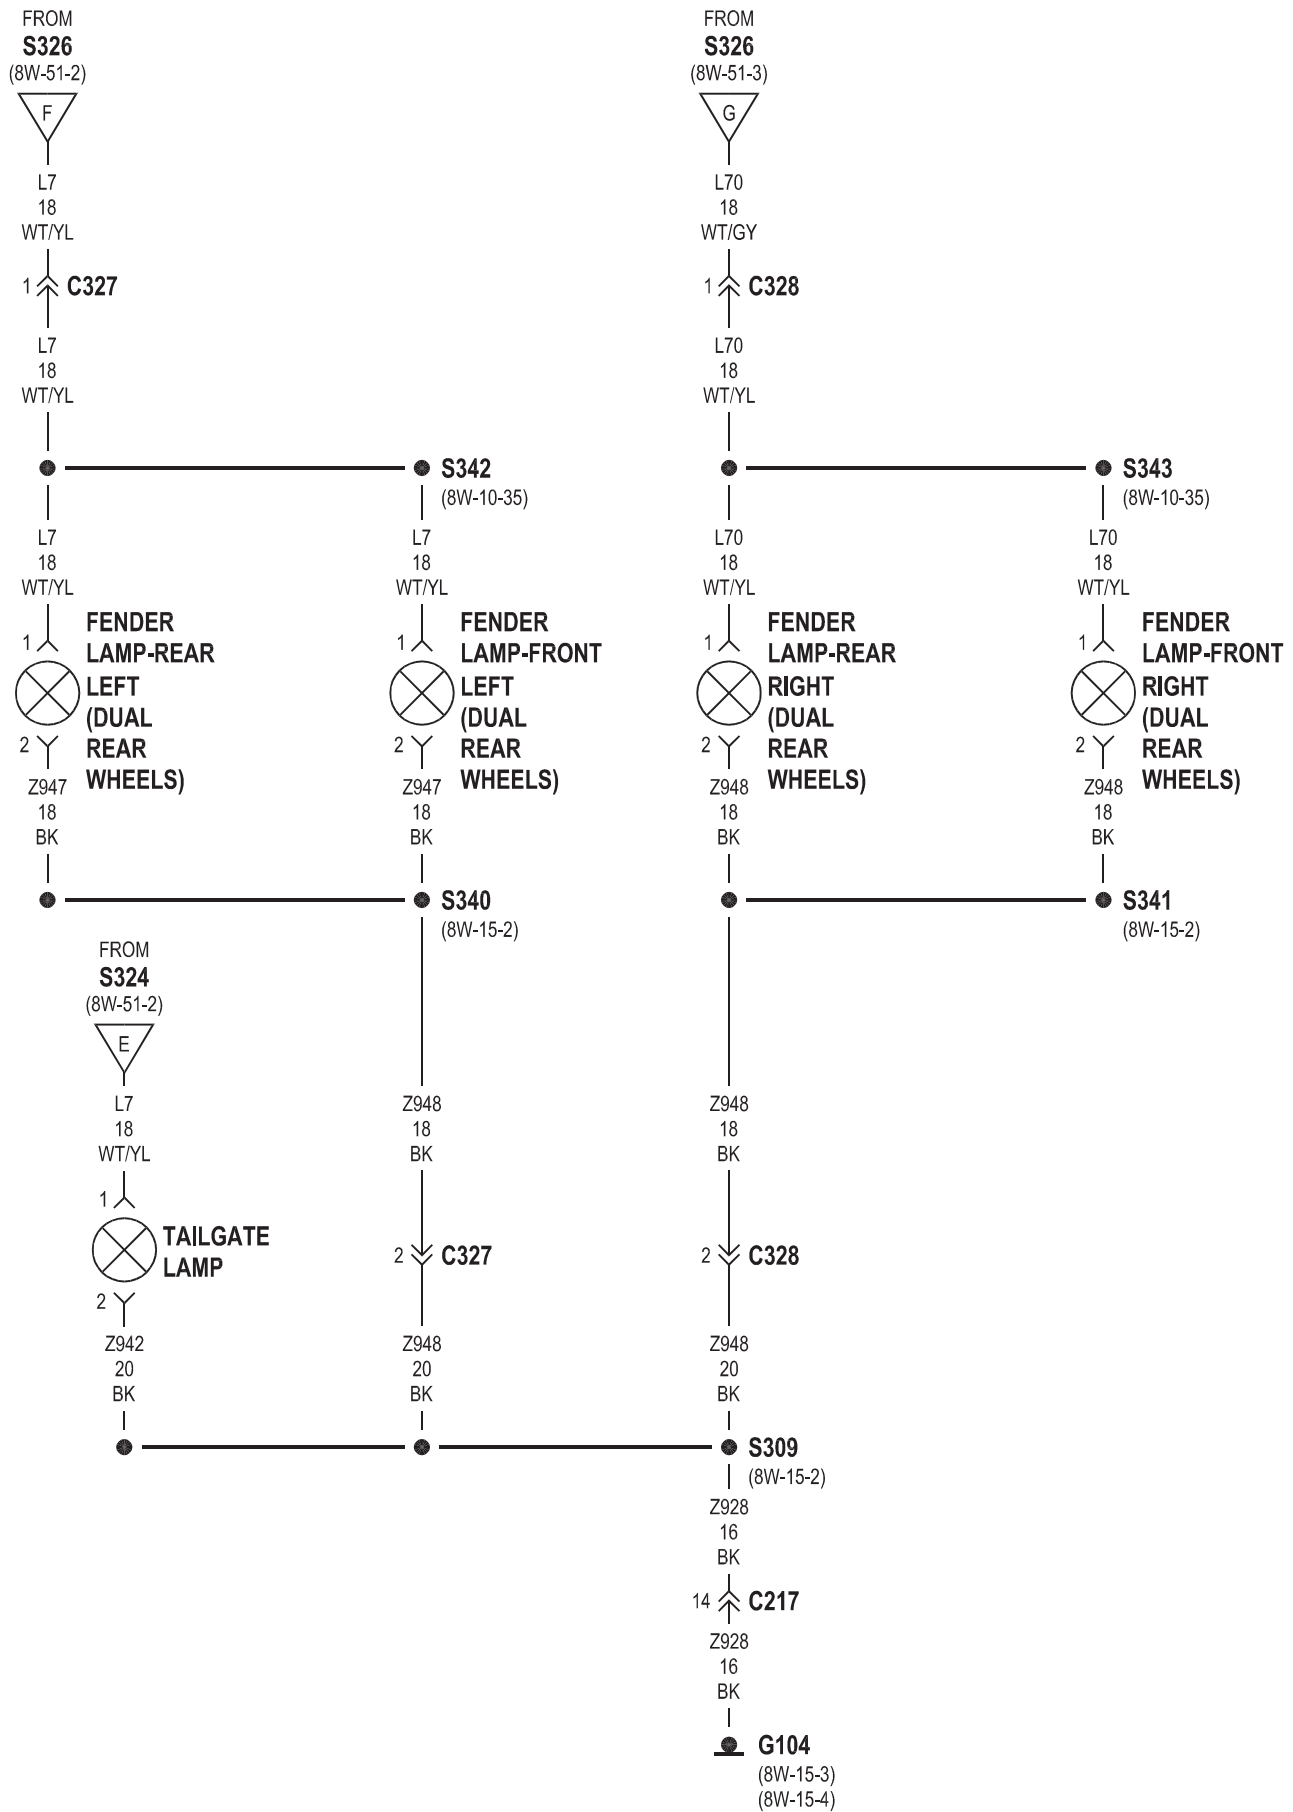 FROM
S326
(8W-51-2)
F
L7
18
WT/YL
1
C327
L7
18
WT/YL
S342
(8W-10-35)
L7
18
WT/YL
1
FENDER
LAMP-REAR
LEFT
(DUAL
REAR
WHEELS)
2
Z947
18
BK
L7
18
WT/YL
1
FENDER
LAMP-FRONT
LEFT
(DUAL
REAR
WHEELS)
2
Z947
18
BK
S340
(8W-15-2)
FROM
S326
(8W-51-3)
G
L70
18
WT/GY
1
C328
L70
18
WT/YL
S343
(8W-10-35)
L70
18
WT/YL
1
FENDER
LAMP-REAR
RIGHT
(DUAL
REAR
WHEELS)
2
Z948
18
BK
L70
18
WT/YL
1
FENDER
LAMP-FRONT
RIGHT
(DUAL
REAR
WHEELS)
2
Z948
18
BK
S341
(8W-15-2)
FROM
S324
(8W-51-2)
E
L7
18
WT/YL
1
TAILGATE
LAMP
2
Z942
20
BK
Z948
18
BK
2
C327
Z948
20
BK
Z948
18
BK
2
C328
Z948
20
BK
S309
(8W-15-2)
Z928
16
BK
14
C217
Z928
16
BK
G104
(8W-15-3)
(8W-15-4)